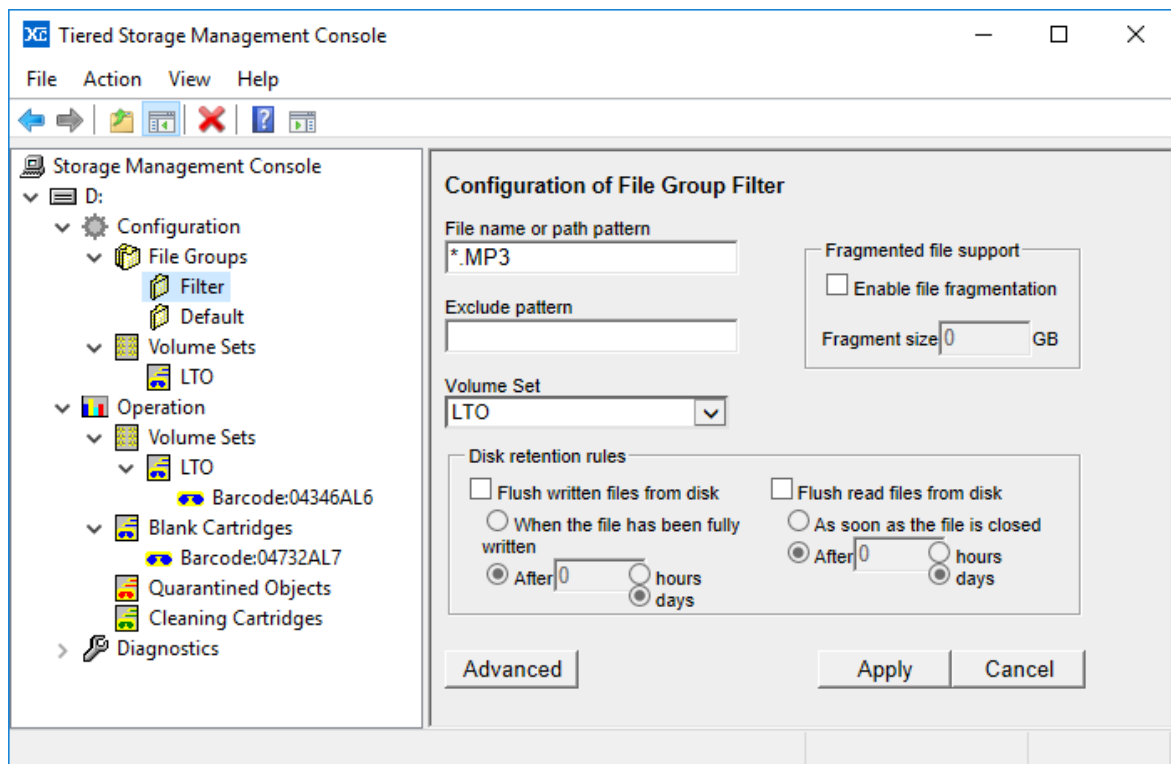 Tiered Storage Management Console
File Action View Help
Storage Management Console
D:
Configuration
File Groups
Filter
Default
Volume Sets
LTO
Operation
Volume Sets
LTO
Barcode:04346AL6
Blank Cartridges
Barcode:04732AL7
Quarantined Objects
Cleaning Cartridges
Diagnostics
Configuration of File Group Filter
File name or path pattern
*.MP3
Exclude pattern
Volume Set
LTO
Fragmented file support
Enable file fragmentation
Fragment size 0 GB
Disk retention rules
Flush written files from disk
When the file has been fully
written
After 0 hours
days
Flush read files from disk
As soon as the file is closed
After 0 hours
days
Advanced Apply Cancel